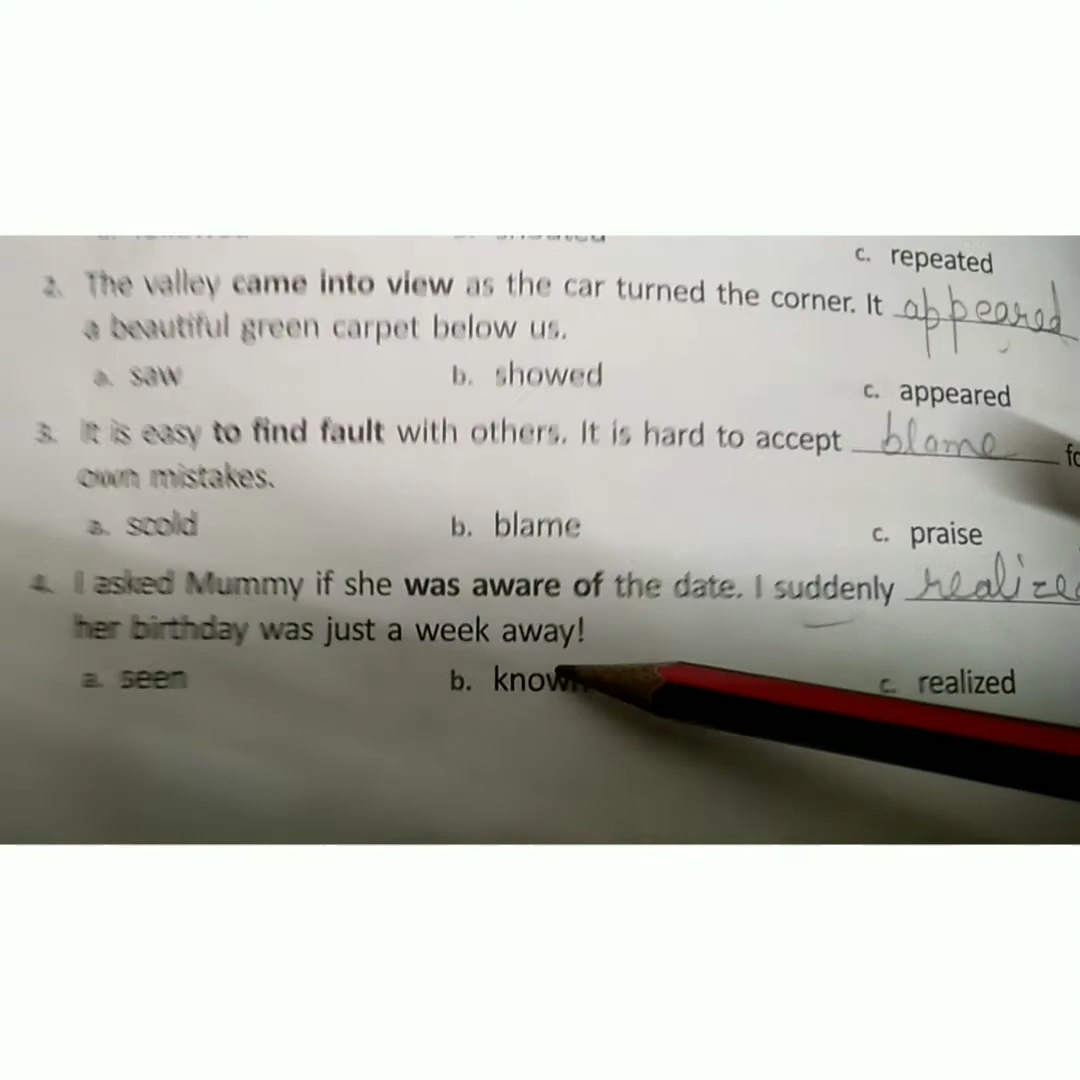 c. repeated
2. The valley came into view as the car turned the corner. It appeared
a beautiful green carpet below us.
a. saw b. showed c. appeared
3. It is easy to find fault with others. It is hard to accept blame fo
own mistakes.
a. scold b. blame c. praise
4. I asked Mummy if she was aware of the date. I suddenly realized
her birthday was just a week away!
a. seen b. known c. realized